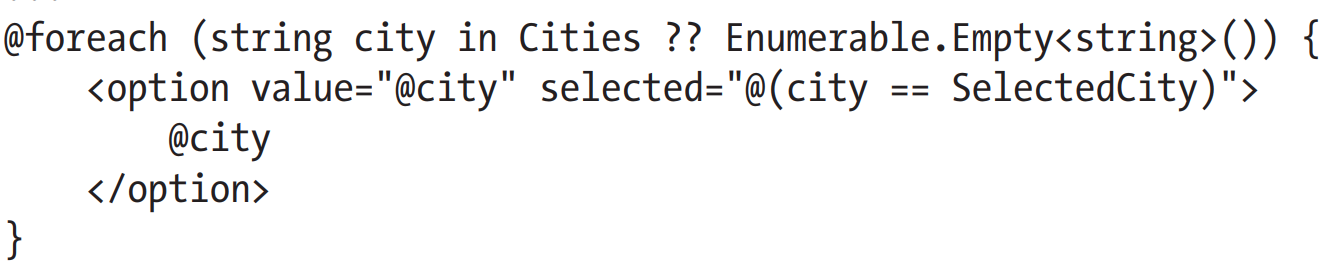 @foreach (string city in Cities ?? Enumerable.Empty<string>()) {
    <option value="@city" selected="@(city == SelectedCity)">
        @city
    </option>
}